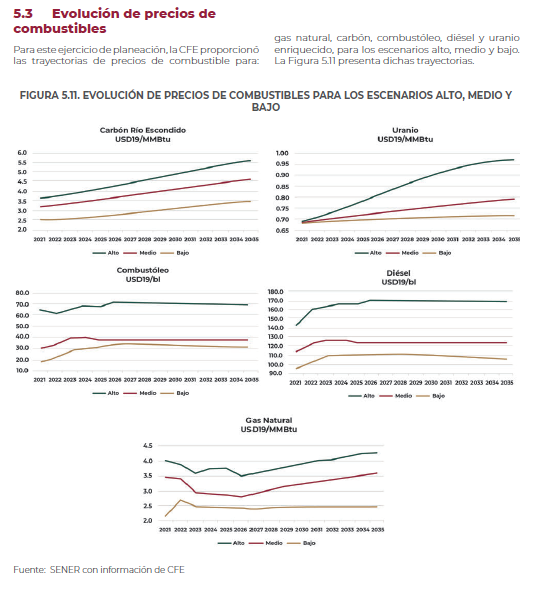 5.3 Evolución de precios de
combustibles
Para este ejercicio de planeación, la CFE proporcionó
las trayectorias de precios de combustible para:
gas natural, carbón, combustóleo, diésel y uranio
enriquecido, para los escenarios alto, medio y bajo.
La Figura 5.11 presenta dichas trayectorias.
FIGURA 5.11. EVOLUCIÓN DE PRECIOS DE COMBUSTIBLES PARA LOS ESCENARIOS ALTO, MEDIO Y
BAJO
Carbón Río Escondido
USD19/MMBtu
6.0
5.5
5.0
4.5
4.0
3.5
3.0
2.5
2.0
2021 2022 2023 2024 2025 2026 2027 2028 2029 2030 2031 2032 2033 2034 2035
Alto Medio Bajo
Uranio
USD19/MMBtu
1.00
0.95
0.90
0.85
0.80
0.75
0.70
0.65
2021 2022 2023 2024 2025 2026 2027 2028 2029 2030 2031 2032 2033 2034 2035
Alto Medio Bajo
Combustóleo
USD19/bl
80.0
70.0
60.0
50.0
40.0
30.0
20.0
10.0
2021 2022 2023 2024 2025 2026 2027 2028 2029 2030 2031 2032 2033 2034 2035
Alto Medio Bajo
Diésel
USD19/bl
180.0
170.0
160.0
150.0
140.0
130.0
120.0
110.0
100.0
90.0
2021 2022 2023 2024 2025 2026 2027 2028 2029 2030 2031 2032 2033 2034 2035
Alto Medio Bajo
Gas Natural
USD19/MMBtu
4.5
4.0
3.5
3.0
2.5
2.0
2021 2022 2023 2024 2025 2026 2027 2028 2029 2030 2031 2032 2033 2034 2035
Alto Medio Bajo
Fuente: SENER con información de CFE